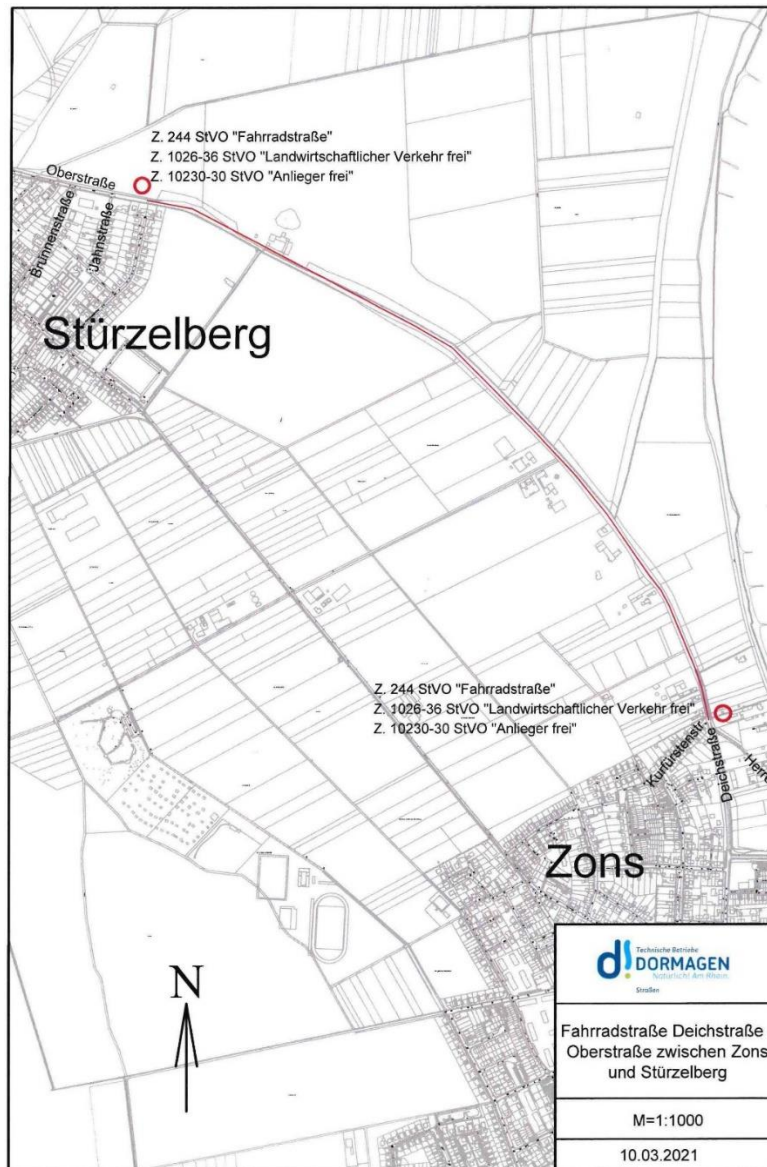 Z. 244 StVO "Fahrradstraße"
Z. 1026-36 StVO "Landwirtschaftlicher Verkehr frei"
Z. 10230-30 StVO "Anlieger frei"
Oberstraße
Brunnenstraße
Jahnstraße
Stürzelberg
Z. 244 StVO "Fahrradstraße"
Z. 1026-36 StVO "Landwirtschaftlicher Verkehr frei"
Z. 10230-30 StVO "Anlieger frei"
Kurfürstenstr.
Deichstraße
Herre
Zons
N
Technische Betriebe
DORMAGEN
Natürlich! Am Rhein.
Straßen
Fahrradstraße Deichstraße
Oberstraße zwischen Zons
und Stürzelberg
M=1:1000
10.03.2021